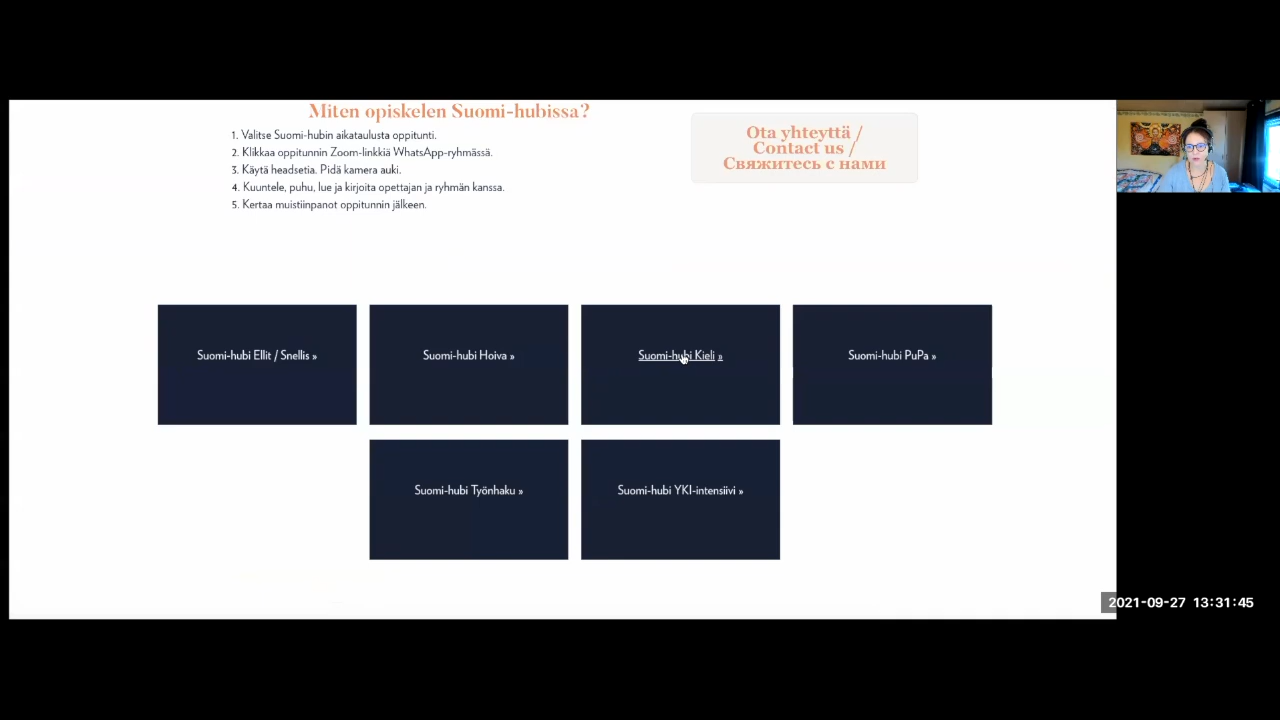 Miten opiskelen Suomi-hubissa?
1. Valitse Suomi-hubin aikataulusta oppitunti.
2. Klikkaa oppitunnin Zoom-linkkiä WhatsApp-ryhmässä.
3. Käytä headsetia. Pidä kamera auki.
4. Kuuntele, puhu, lue ja kirjoita opettajan ja ryhmän kanssa.
5. Kertaa muistiinpanot oppitunnin jälkeen.
Ota yhteyttä /
Contact us /
Свяжитесь с нами
Suomi-hubi Ellit / Snellis »
Suomi-hubi Hoiva »
Suomi-hubi Kieli »
Suomi-hubi PuPa »
Suomi-hubi Työnhaku »
Suomi-hubi YKI-intensiivi »
2021-09-27 13:31:45